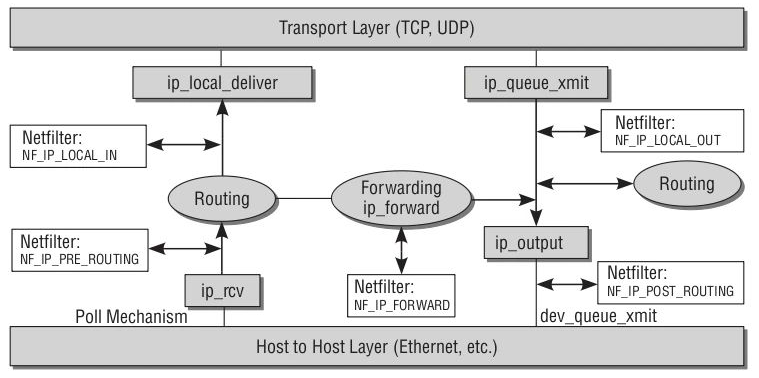 Transport Layer (TCP, UDP)
ip_local_deliver
ip_queue_xmit
Netfilter:
NF_IP_LOCAL_IN
Netfilter:
NF_IP_LOCAL_OUT
Routing
Forwarding
ip_forward
Routing
Netfilter:
NF_IP_PRE_ROUTING
ip_output
ip_rcv
Netfilter:
NF_IP_FORWARD
Netfilter:
NF_IP_POST_ROUTING
Poll Mechanism
dev_queue_xmit
Host to Host Layer (Ethernet, etc.)